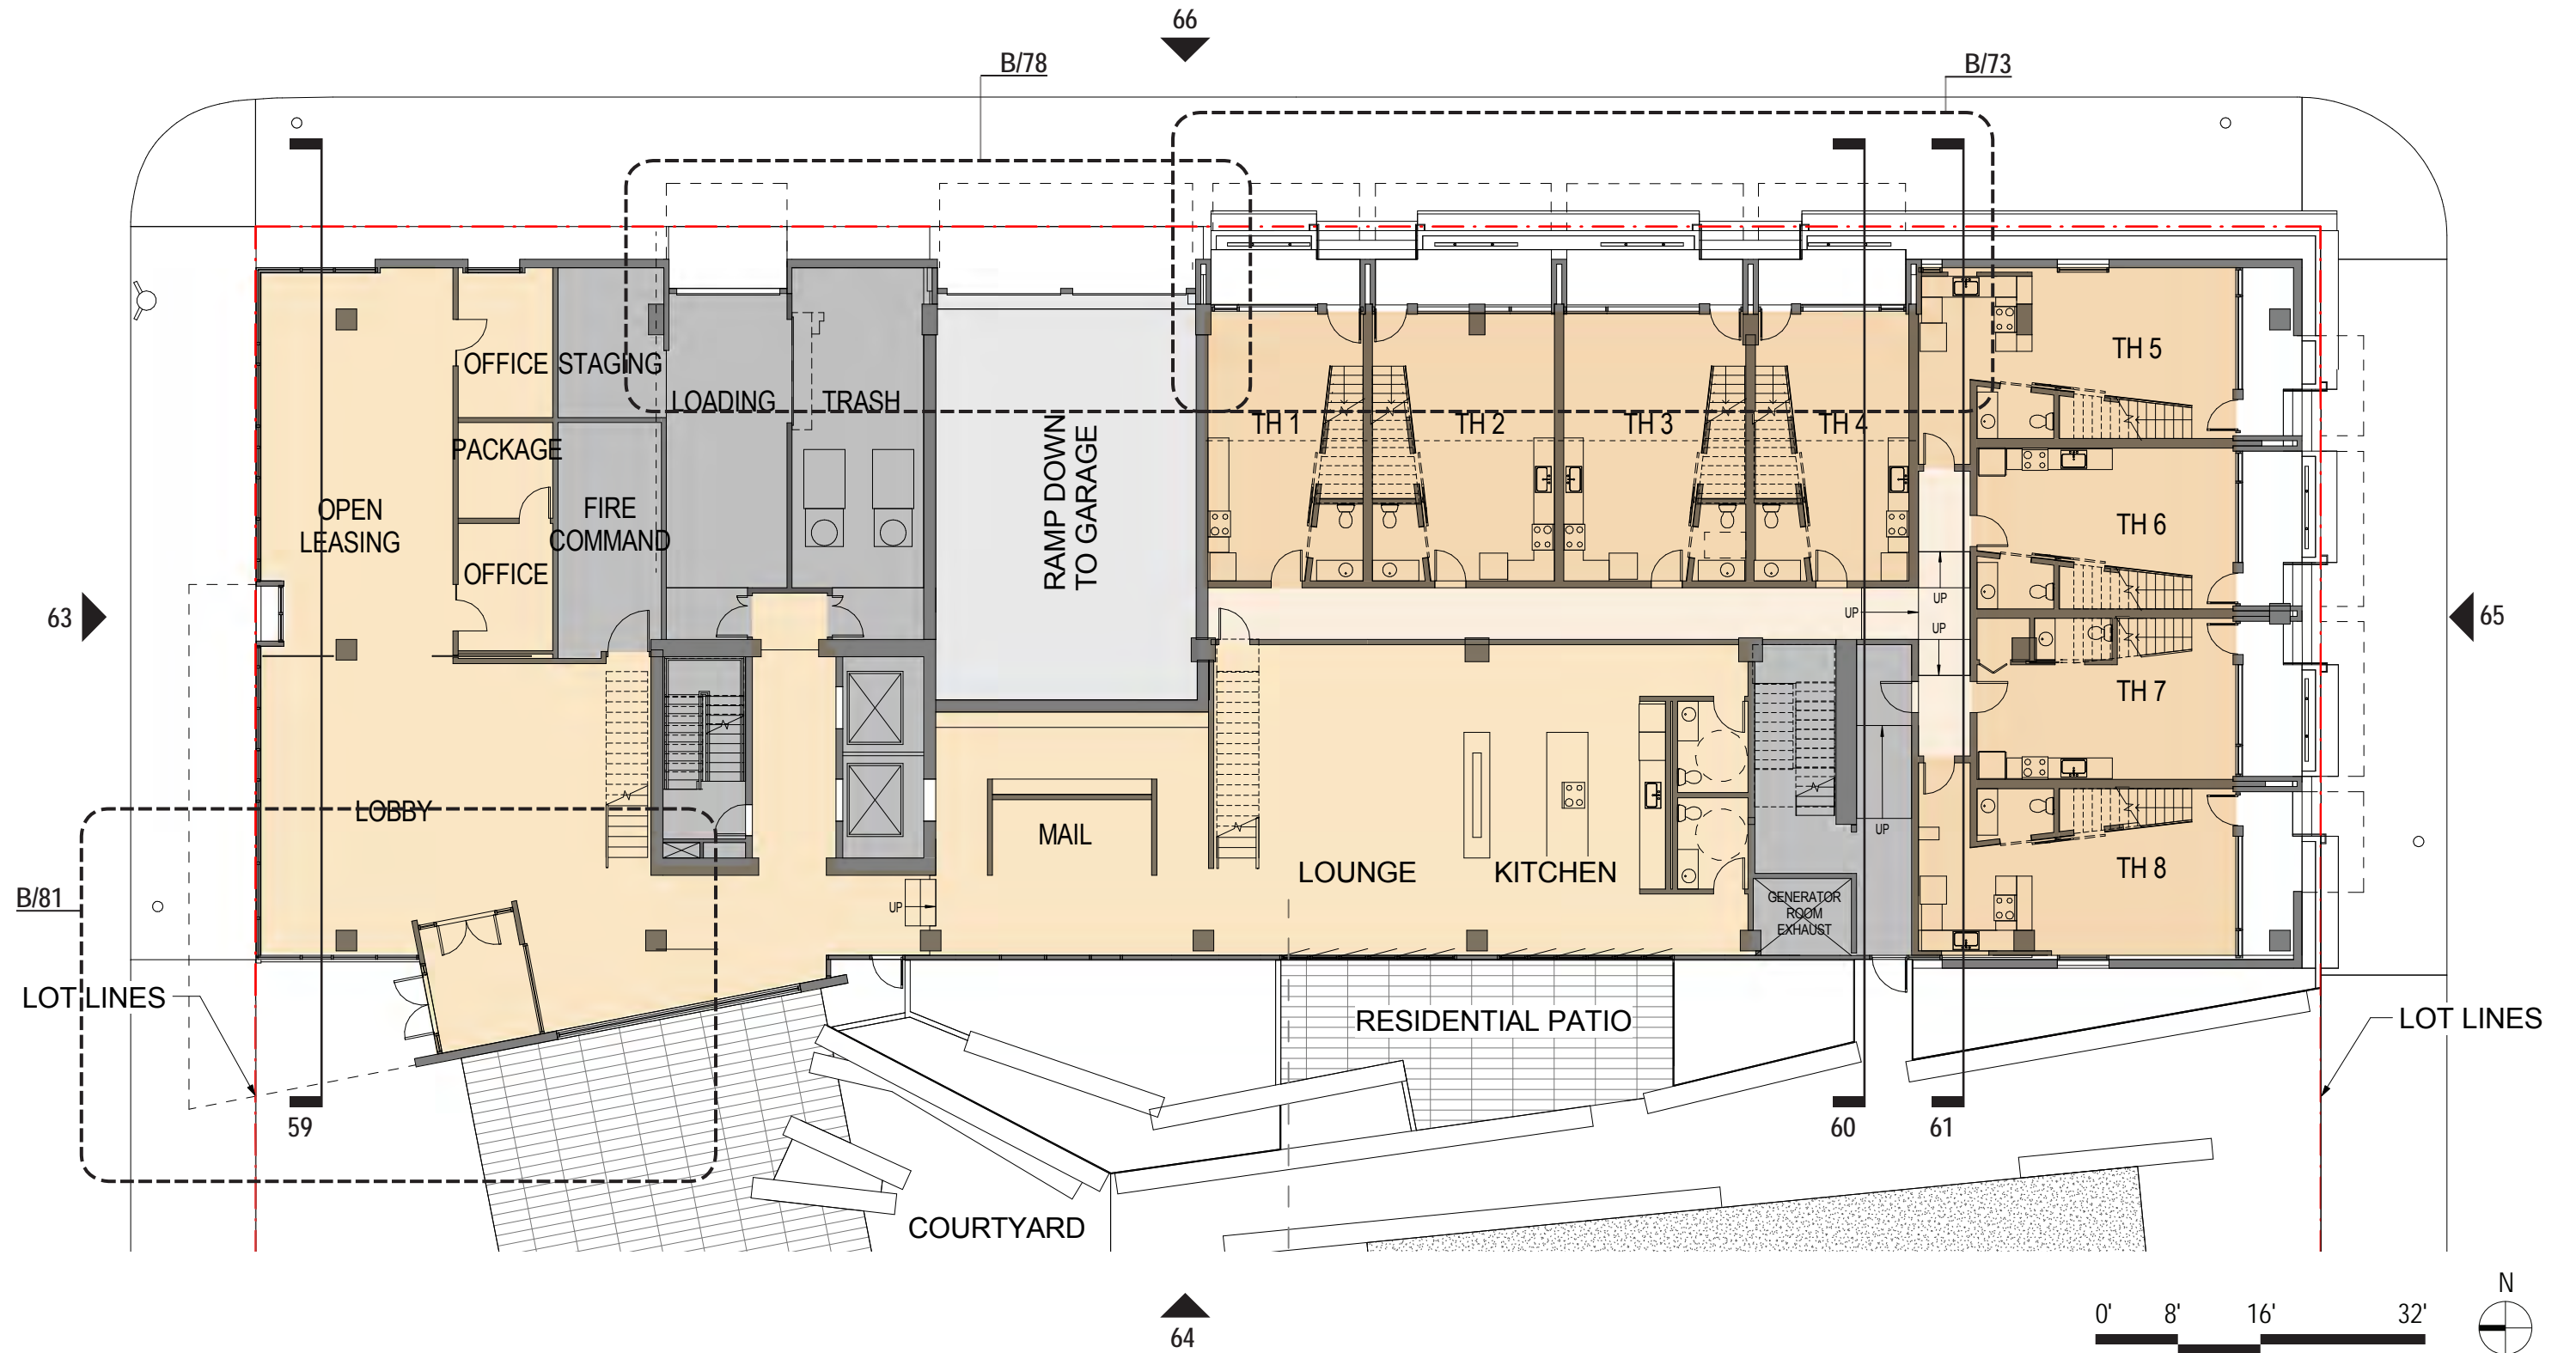 66
B/78
B/73
OFFICE
STAGING
LOADING
TRASH
TH 5
TH 1
TH 2
TH 3
TH 4
PACKAGE
RAMP DOWN
TO GARAGE
OPEN
LEASING
FIRE
COMMAND
TH 6
OFFICE
63
UP
UP
UP
65
TH 7
LOBBY
MAIL
UP
LOUNGE
KITCHEN
TH 8
B/81
UP
GENERATOR
ROOM
EXHAUST
LOT LINES
RESIDENTIAL PATIO
LOT LINES
59
60
61
COURTYARD
64
0'
8'
16'
32'
N